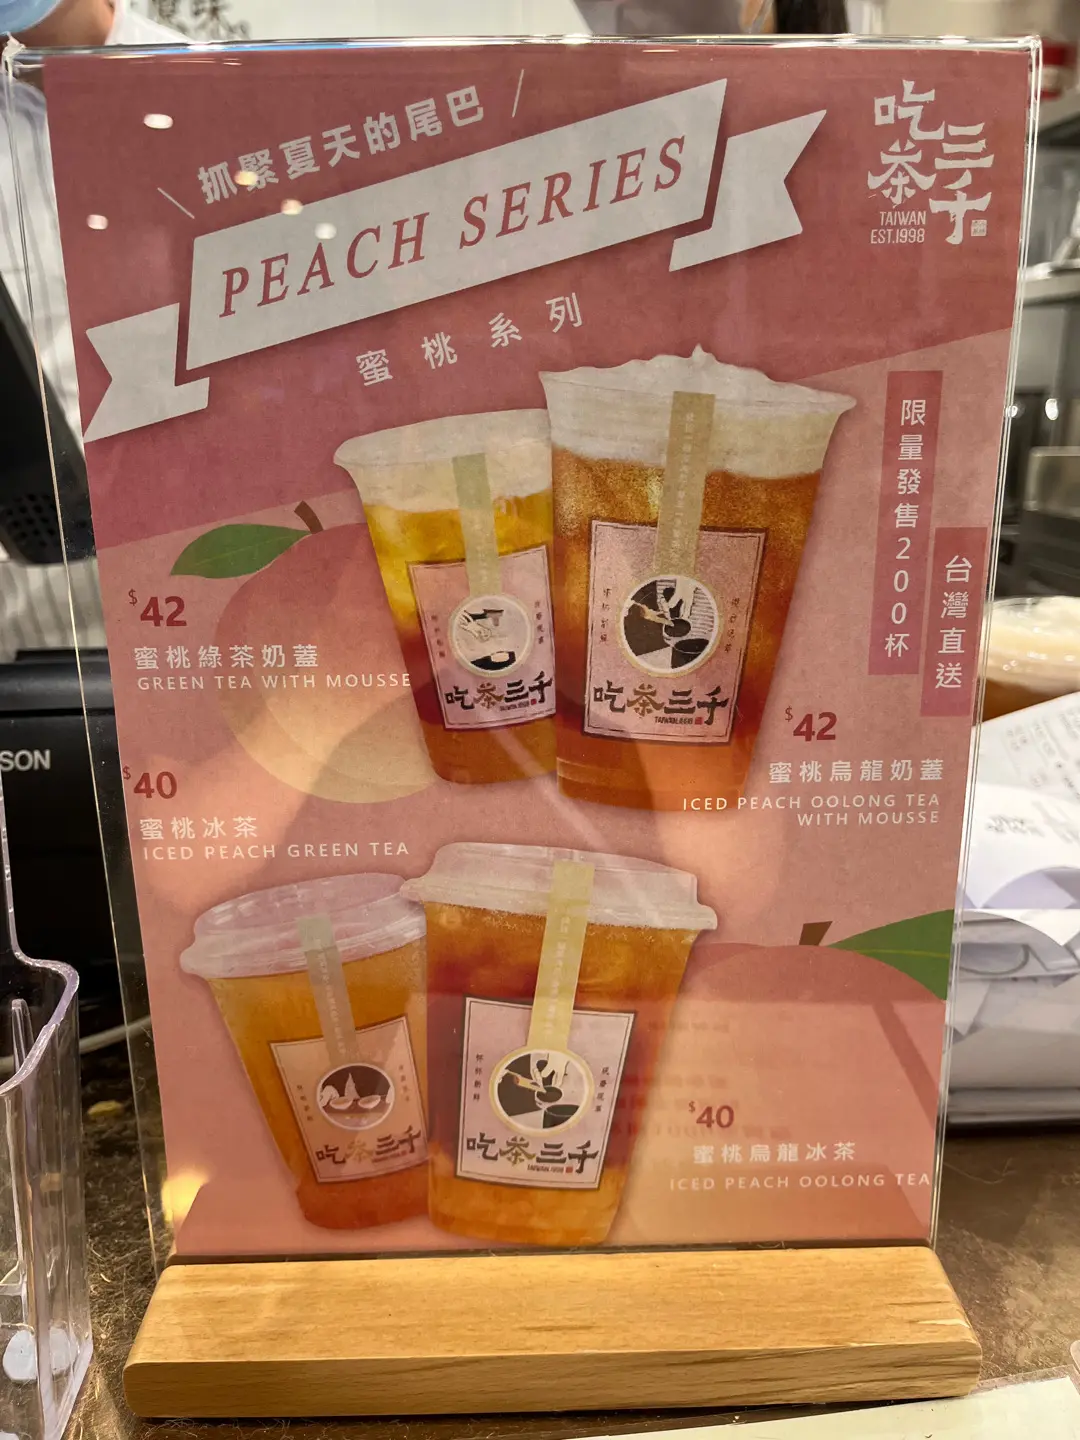 抓緊夏天的尾巴
PEACH SERIES
蜜桃系列
吃茶三千
TAIWAN
EST.1998
限量發售200杯
台灣直送
$42
蜜桃綠茶奶蓋
GREEN TEA WITH MOUSSE
吃茶三千
吃茶三千
$42
蜜桃烏龍奶蓋
ICED PEACH OOLONG TEA
WITH MOUSSE
$40
蜜桃冰茶
ICED PEACH GREEN TEA
吃茶三千
吃茶三千
$40
蜜桃烏龍冰茶
ICED PEACH OOLONG TEA
SON